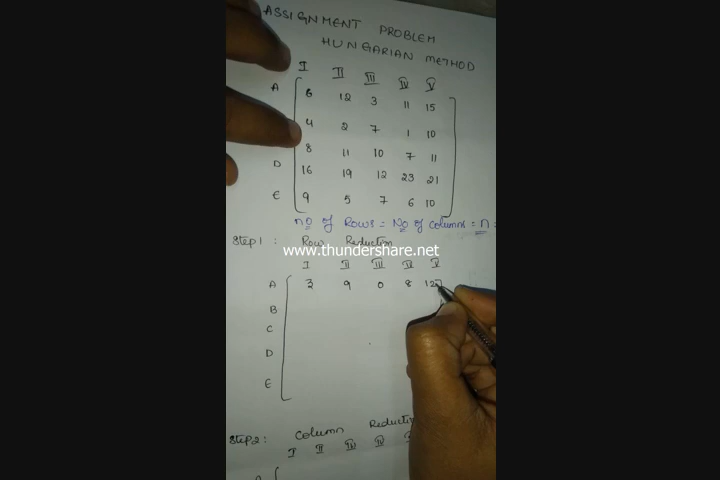 ASSIGNMENT PROBLEM
HUNGARIAN METHOD
I II III IV V
A 6 12 3 11 15
4 2 7 1 10
8 11 10 7 11
D 16 19 12 23 21
E 9 5 7 6 10
no of Rows = No of columns = n
Step 1 : Row Reduction
www.thundershare.net
I II III IV V
A 3 9 0 8 12
B
C
D
E
Step 2 : Column Reducti
I II IV IV